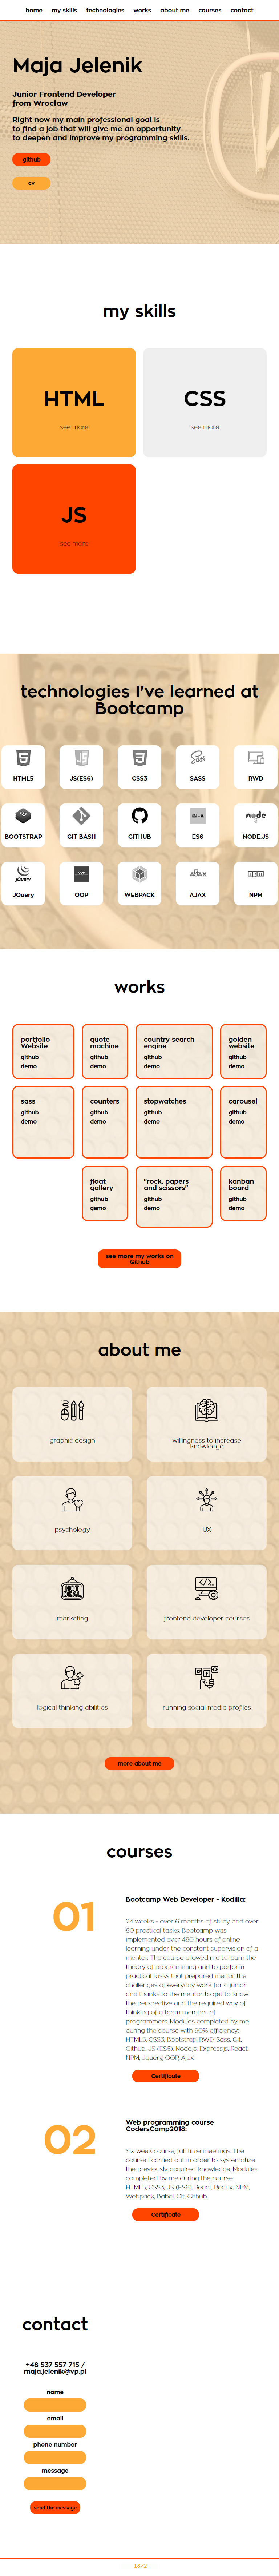 home my skills technologies works about me courses contact
Maja Jelenik
Junior Frontend Developer
from Wrocław
Right now my main professional goal is
to find a job that will give me an opportunity
to deepen and improve my programming skills.
github
cv
my skills
HTML
see more
CSS
see more
JS
see more
technologies I've learned at
Bootcamp
HTML5 JS(ES6) CSS3 SASS RWD
BOOTSTRAP GIT BASH GITHUB ES6 NODE.JS
JQuery OOP WEBPACK AJAX NPM
works
portfolio
Website
github
demo
quote
machine
github
demo
country search
engine
github
demo
golden
website
github
demo
sass
github
demo
counters
github
demo
stopwatches
github
demo
carousel
github
demo
float
gallery
github
gemo
"rock, papers
and scissors"
github
demo
kanban
board
github
demo
see more my works on
Github
about me
graphic design
willingness to increase
knowledge
psychology
UX
marketing
frontend developer courses
logical thinking abilities
running social media profiles
more about me
courses
01
Bootcamp Web Developer - Kodilla:
24 weeks - over 6 months of study and over
80 practical tasks. Bootcamp was
implemented over 480 hours of online
learning under the constant supervision of a
mentor. The course allowed me to learn the
theory of programming and to perform
practical tasks that prepared me for the
challenges of everyday work for a junior
and thanks to the mentor to get to know
the perspective and the required way of
thinking of a team member of
programmers. Modules completed by me
during the course with 90% efficiency:
HTML5, CSS3, Bootstrap, RWD, Sass, Git,
Github, JS (ES6), Nodejs, Expressjs, React,
NPM, Jquery, OOP, Ajax.
Certificate
02
Web programming course
CodersCamp2018:
Six-week course, full-time meetings. The
course I carried out in order to systematize
the previously acquired knowledge. Modules
completed by me during the course:
HTML5, CSS3, JS (ES6), React, Redux, NPM,
Webpack, Babel, Git, Github.
Certificate
contact
+48 537 557 715 /
maja.jelenik@vp.pl
name
email
phone number
message
send the message